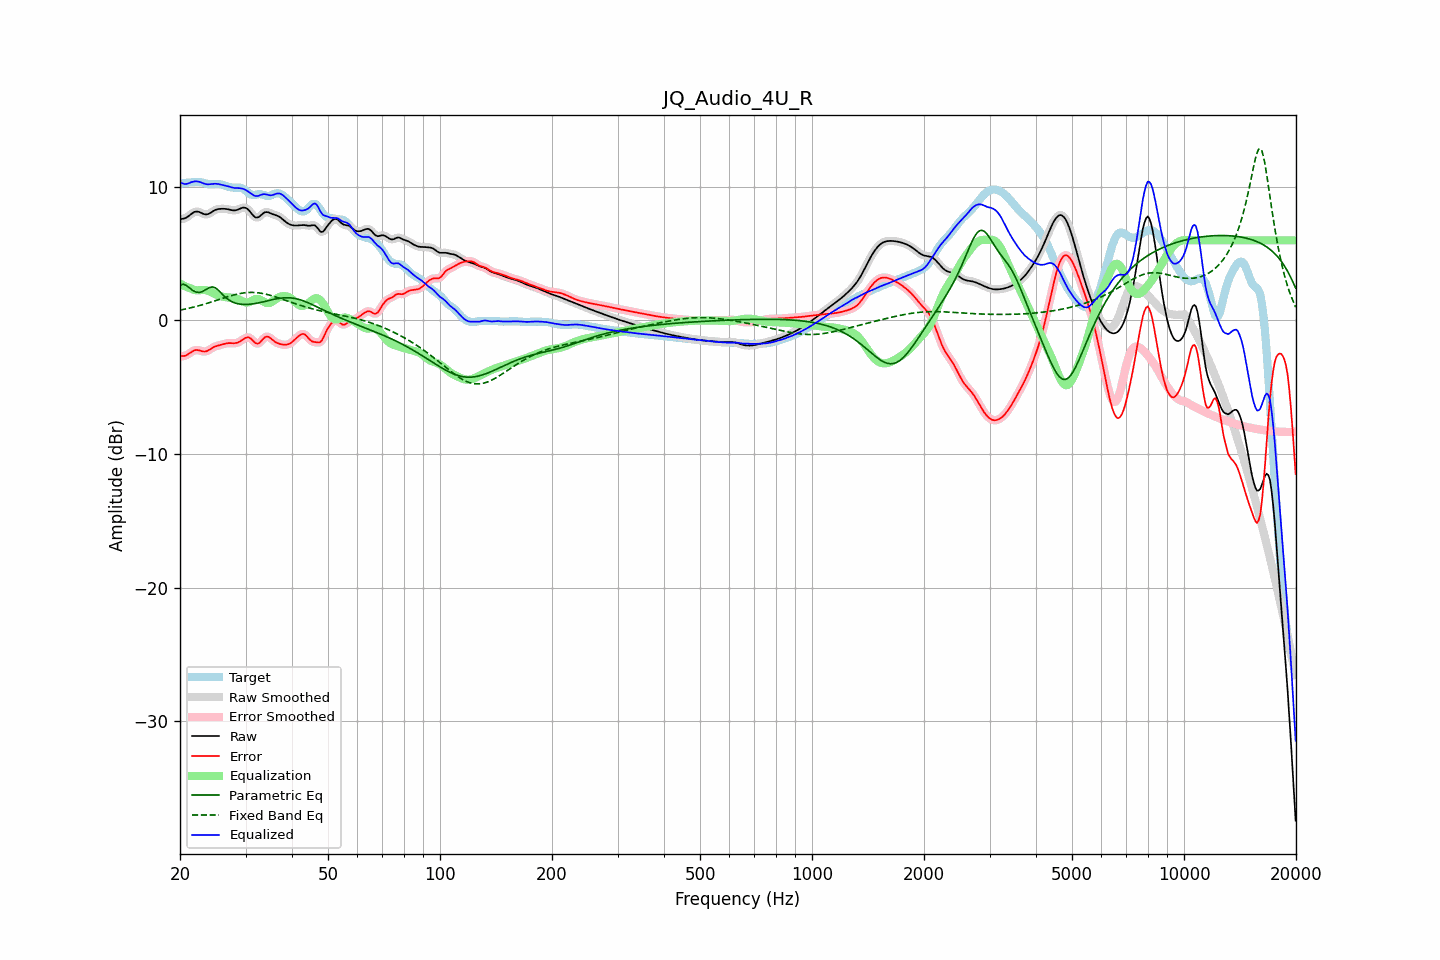 JQ_Audio_4U_R
Amplitude (dBr)
10
0
−10
−20
−30
Target
Raw Smoothed
Error Smoothed
Raw
Error
Equalization
Parametric Eq
Fixed Band Eq
Equalized
20 50 100 200 500 1000 2000 5000 10000 20000
Frequency (Hz)